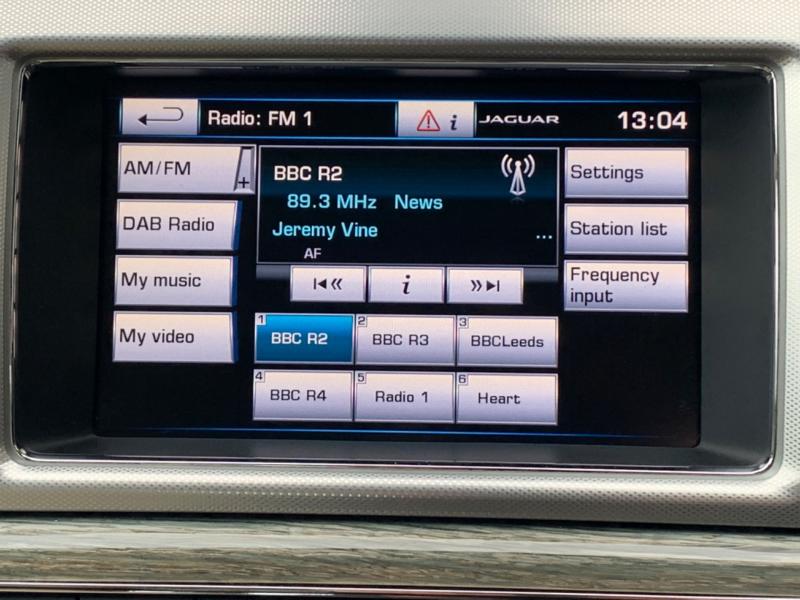 Radio: FM 1
i
JAGUAR
13:04
AM/FM
+
DAB Radio
My music
My video
BBC R2
89.3 MHz News
Jeremy Vine
...
AF
i
Settings
Station list
Frequency
input
1 BBC R2
2 BBC R3
3 BBCLeeds
4 BBC R4
5 Radio 1
6 Heart